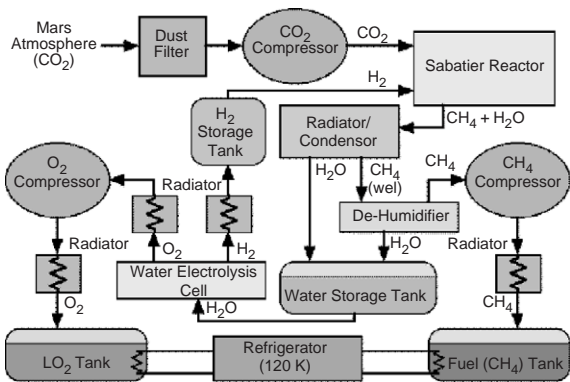 Mars
Atmosphere
(CO2)
Dust
Filter
CO2
Compressor
CO2
H2
Sabatier Reactor
H2
Storage
Tank
Radiator/
Condensor
CH4 + H2O
O2
Compressor
Radiator
H2O
CH4
(wel)
CH4
CH4
Compressor
De-Humidifier
Radiator
O2
H2
H2O
Radiator
Water Electrolysis
Cell
H2O
Water Storage Tank
O2
CH4
LO2 Tank
Refrigerator
(120 K)
Fuel (CH4) Tank